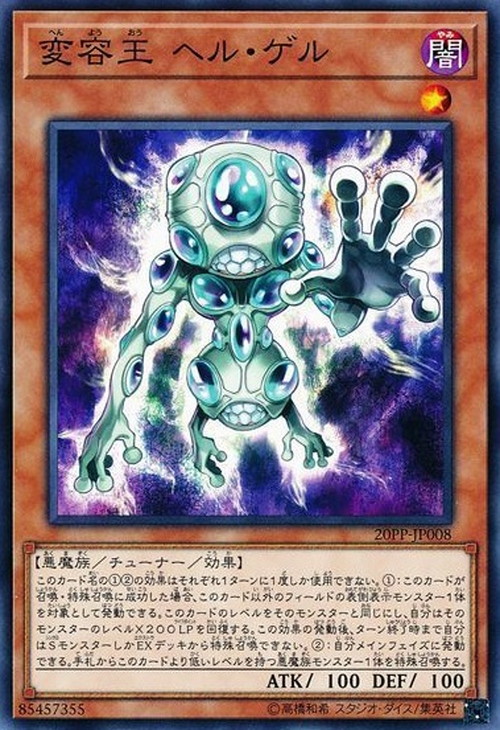 変容王 ヘル・ゲル
闇
20PP-JP008
【悪魔族／チューナー／効果】
このカード名の①②の効果はそれぞれ1ターンに1度しか使用できない。①：このカードが
召喚・特殊召喚に成功した場合、このカード以外のフィールドの表側表示モンスター1体
を対象として発動できる。このカードのレベルをそのモンスターと同じにし、自分はその
モンスターのレベル×200LPを回復する。この効果の発動後、ターン終了時まで自分
はSモンスターしかEXデッキから特殊召喚できない。②：自分メインフェイズに発動
できる。手札からこのカードより低いレベルを持つ悪魔族モンスター1体を特殊召喚する。
ATK/ 100 DEF/ 100
85457355
©高橋和希 スタジオ・ダイス/集英社